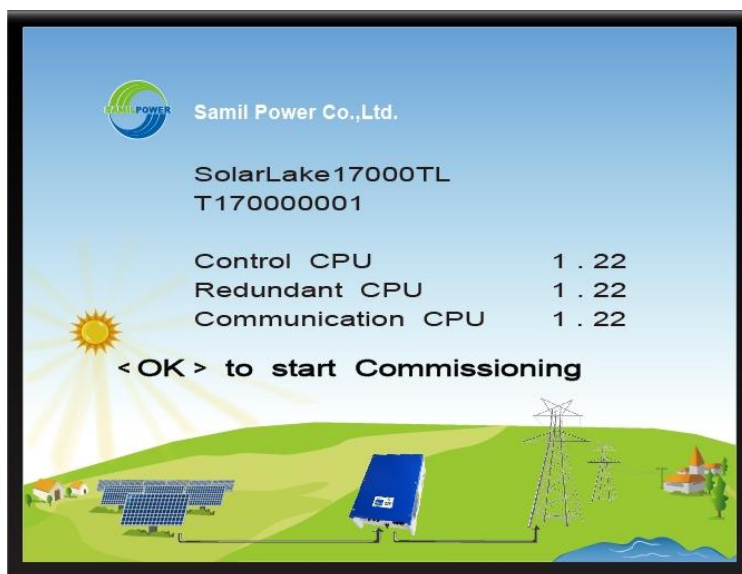 SAMILPOWER
Samil Power Co.,Ltd.
SolarLake17000TL
T170000001
Control CPU 1 . 22
Redundant CPU 1 . 22
Communication CPU 1 . 22
< OK > to start Commissioning